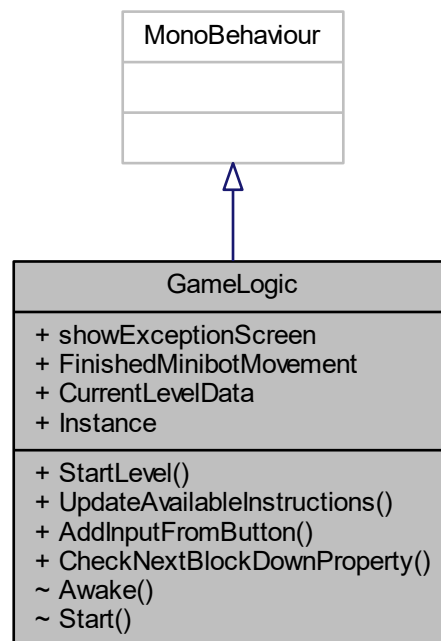 MonoBehaviour
GameLogic
+ showExceptionScreen
+ FinishedMinibotMovement
+ CurrentLevelData
+ Instance
+ StartLevel()
+ UpdateAvailableInstructions()
+ AddInputFromButton()
+ CheckNextBlockDownProperty()
~ Awake()
~ Start()